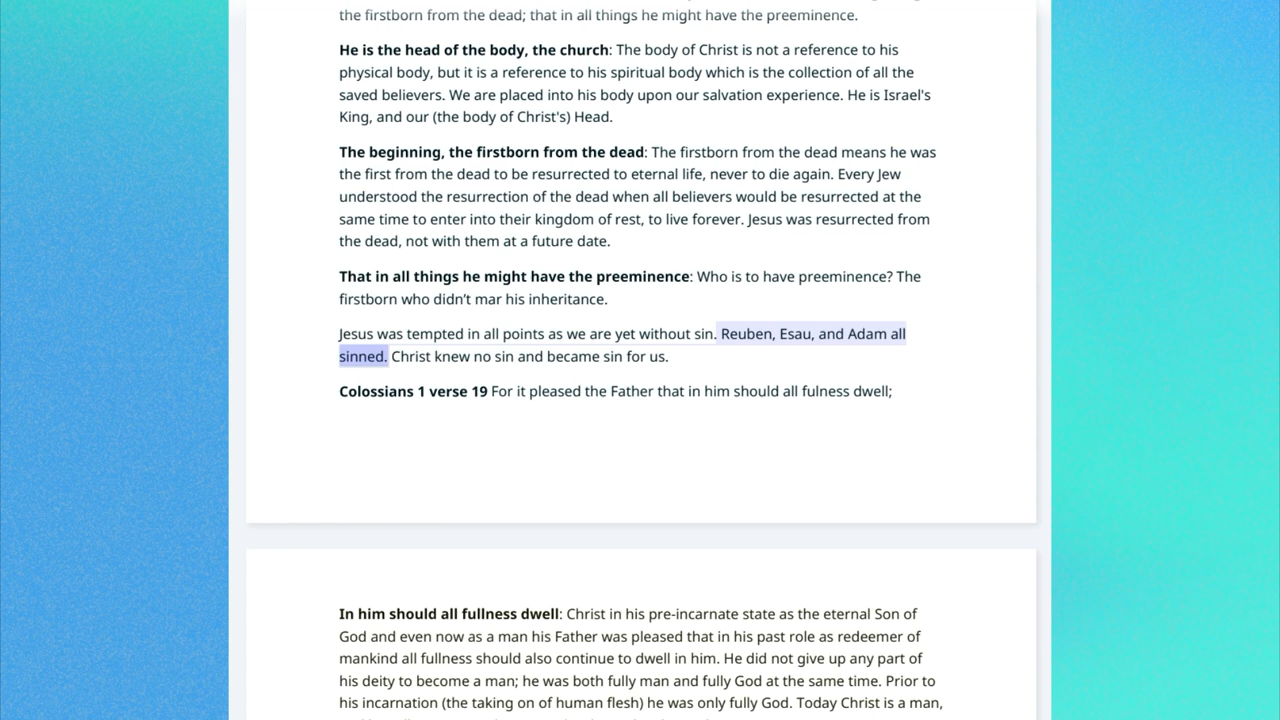 the firstborn from the dead; that in all things he might have the preeminence.
He is the head of the body, the church: The body of Christ is not a reference to his
physical body, but it is a reference to his spiritual body which is the collection of all the
saved believers. We are placed into his body upon our salvation experience. He is Israel's
King, and our (the body of Christ's) Head.
The beginning, the firstborn from the dead: The firstborn from the dead means he was
the first from the dead to be resurrected to eternal life, never to die again. Every Jew
understood the resurrection of the dead when all believers would be resurrected at the
same time to enter into their kingdom of rest, to live forever. Jesus was resurrected from
the dead, not with them at a future date.
That in all things he might have the preeminence: Who is to have preeminence? The
firstborn who didn’t mar his inheritance.
Jesus was tempted in all points as we are yet without sin. Reuben, Esau, and Adam all
sinned. Christ knew no sin and became sin for us.
Colossians 1 verse 19 For it pleased the Father that in him should all fulness dwell;
In him should all fullness dwell: Christ in his pre-incarnate state as the eternal Son of
God and even now as a man his Father was pleased that in his past role as redeemer of
mankind all fullness should also continue to dwell in him. He did not give up any part of
his deity to become a man; he was both fully man and fully God at the same time. Prior to
his incarnation (the taking on of human flesh) he was only fully God. Today Christ is a man,